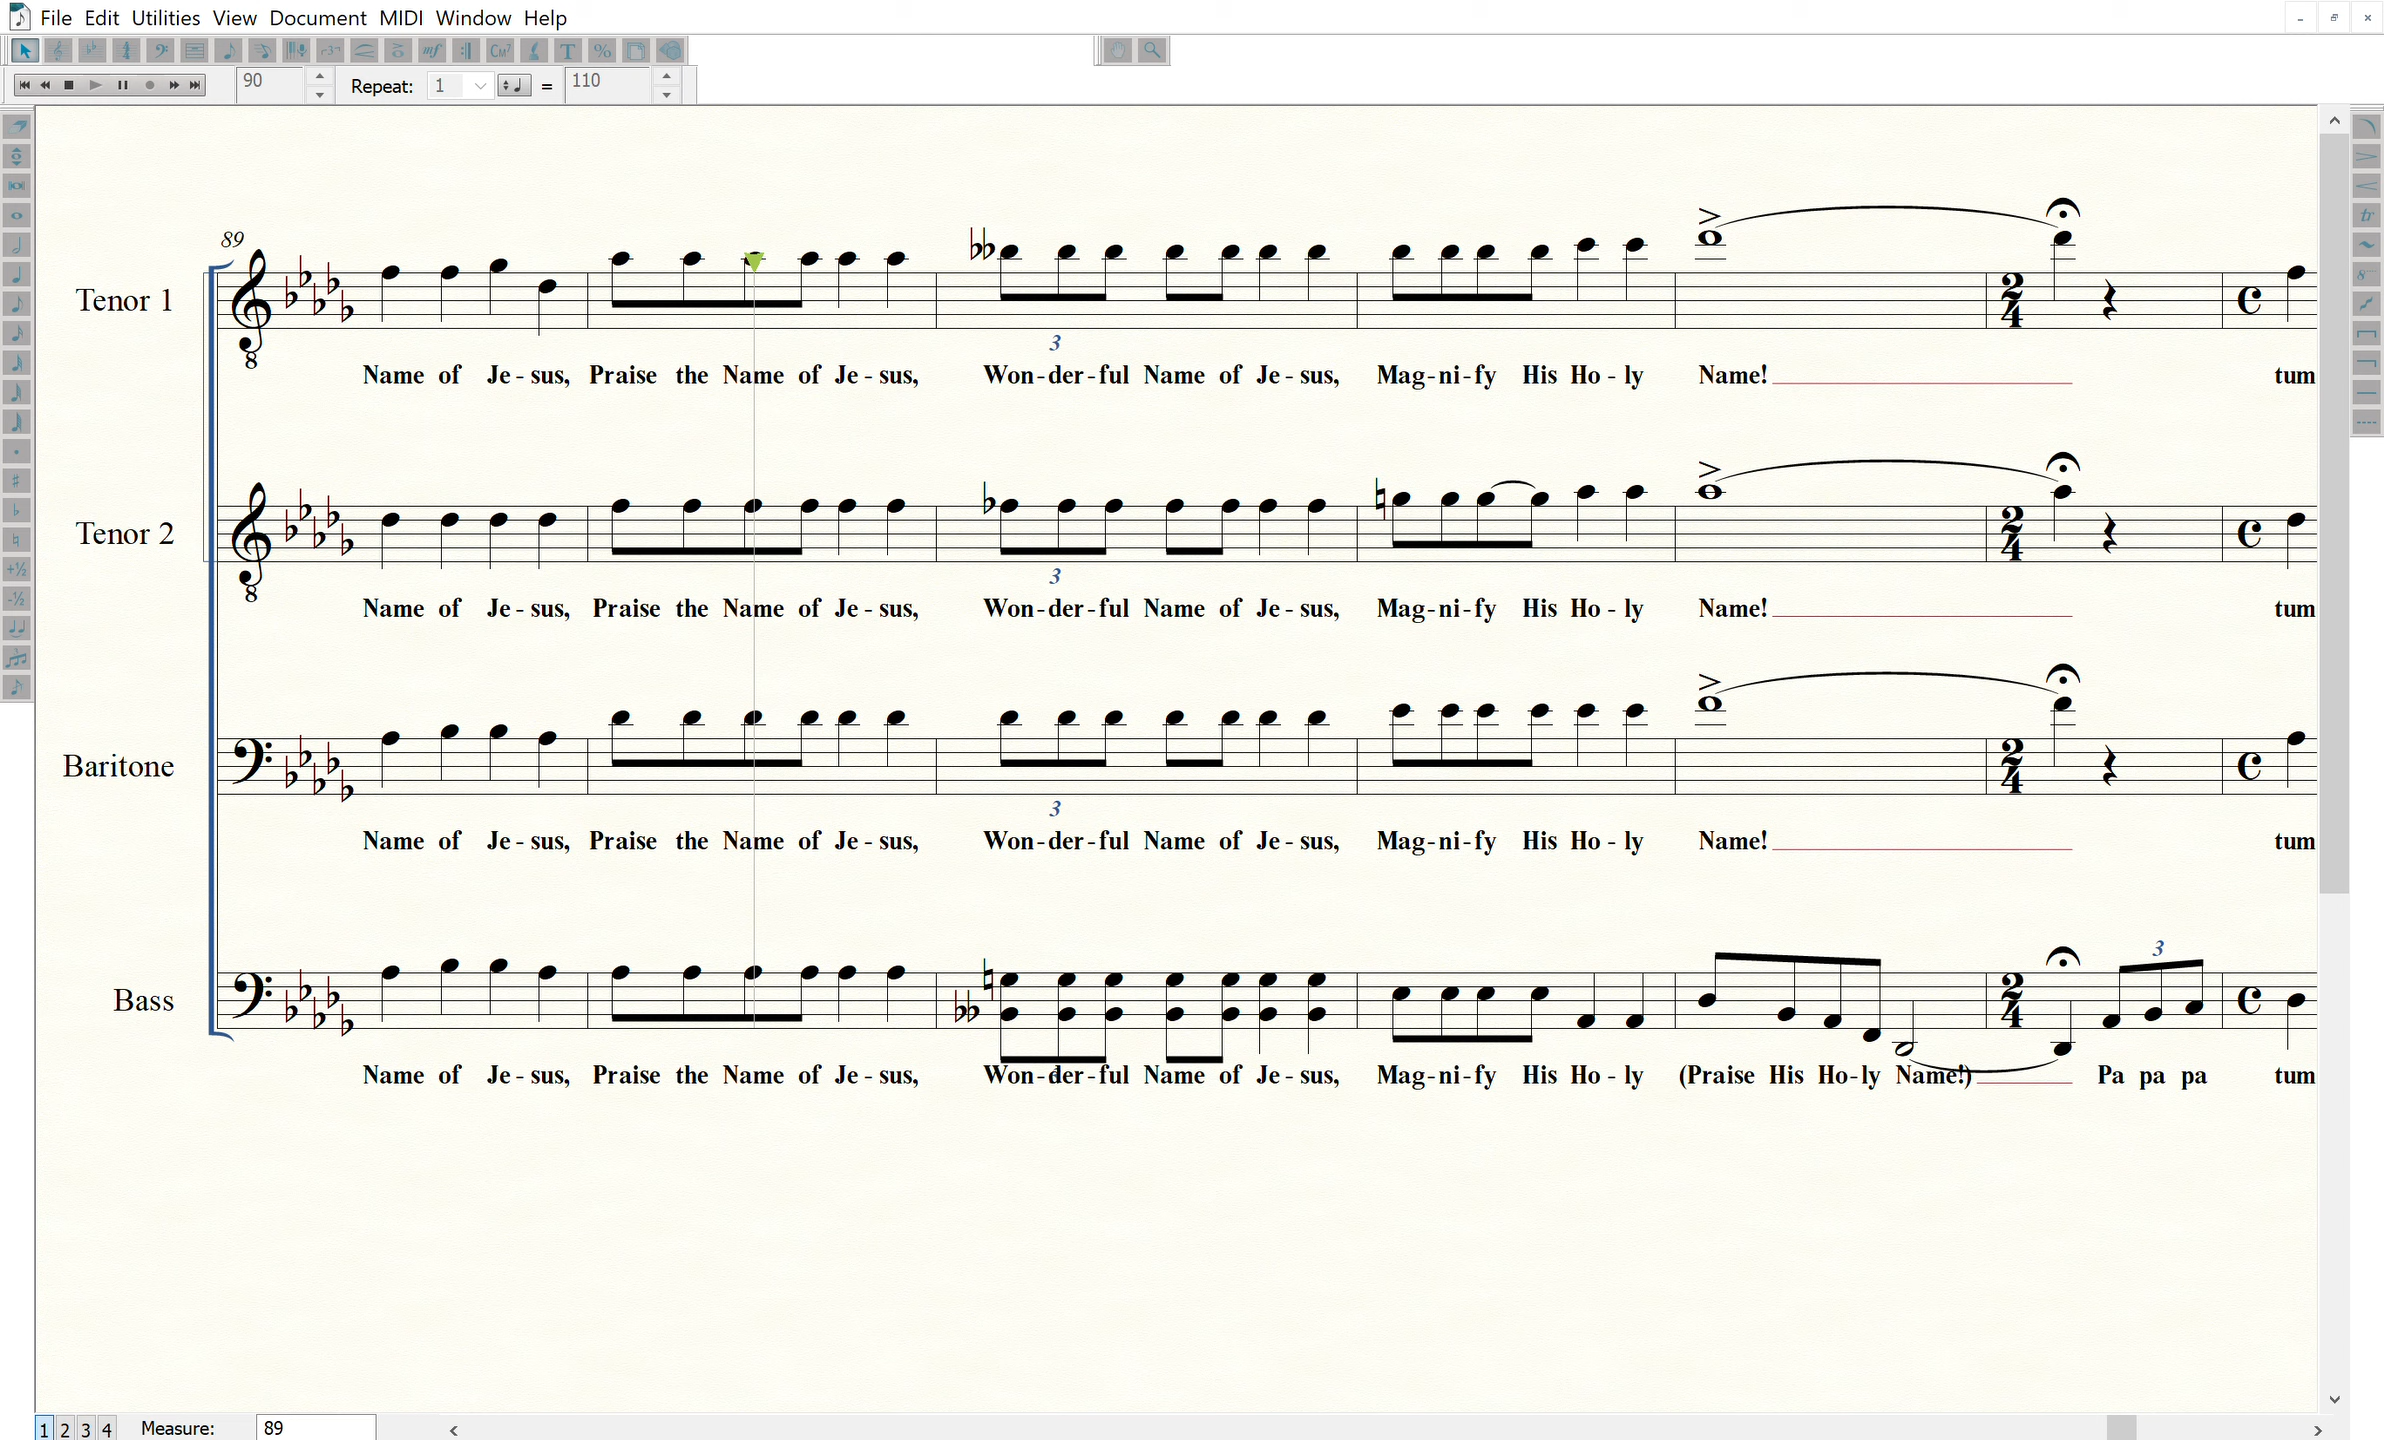 File Edit Utilities View Document MIDI Window Help
90 Repeat: 1 = 110
89
Tenor 1
8
3
Name of Je - sus, Praise the Name of Je - sus, Won - der - ful Name of Je - sus, Mag - ni - fy His Ho - ly Name! tum
Tenor 2
8
3
Name of Je - sus, Praise the Name of Je - sus, Won - der - ful Name of Je - sus, Mag - ni - fy His Ho - ly Name! tum
Baritone
3
Name of Je - sus, Praise the Name of Je - sus, Won - der - ful Name of Je - sus, Mag - ni - fy His Ho - ly Name! tum
3
Bass
Name of Je - sus, Praise the Name of Je - sus, Won - der - ful Name of Je - sus, Mag - ni - fy His Ho - ly (Praise His Ho - ly Name!) Pa pa pa tum
1 2 3 4 Measure: 89